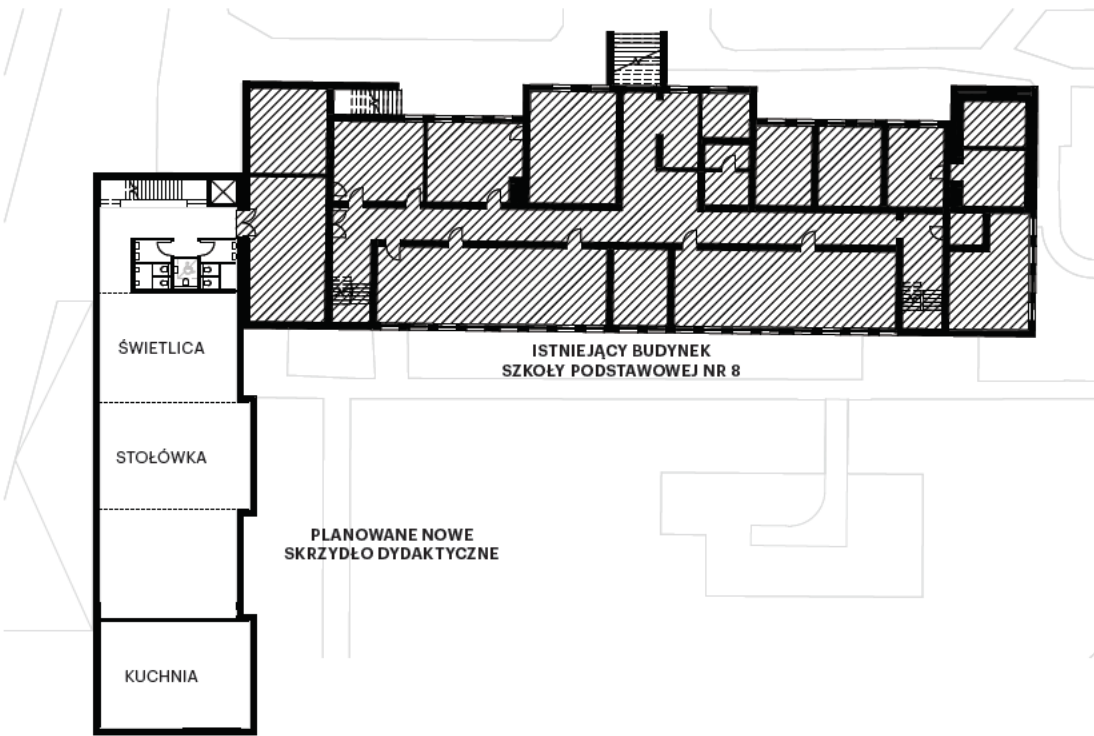 ŚWIETLICA
ISTNIEJĄCY BUDYNEK
SZKOŁY PODSTAWOWEJ NR 8
STOŁÓWKA
PLANOWANE NOWE
SKRZYDŁO DYDAKTYCZNE
KUCHNIA